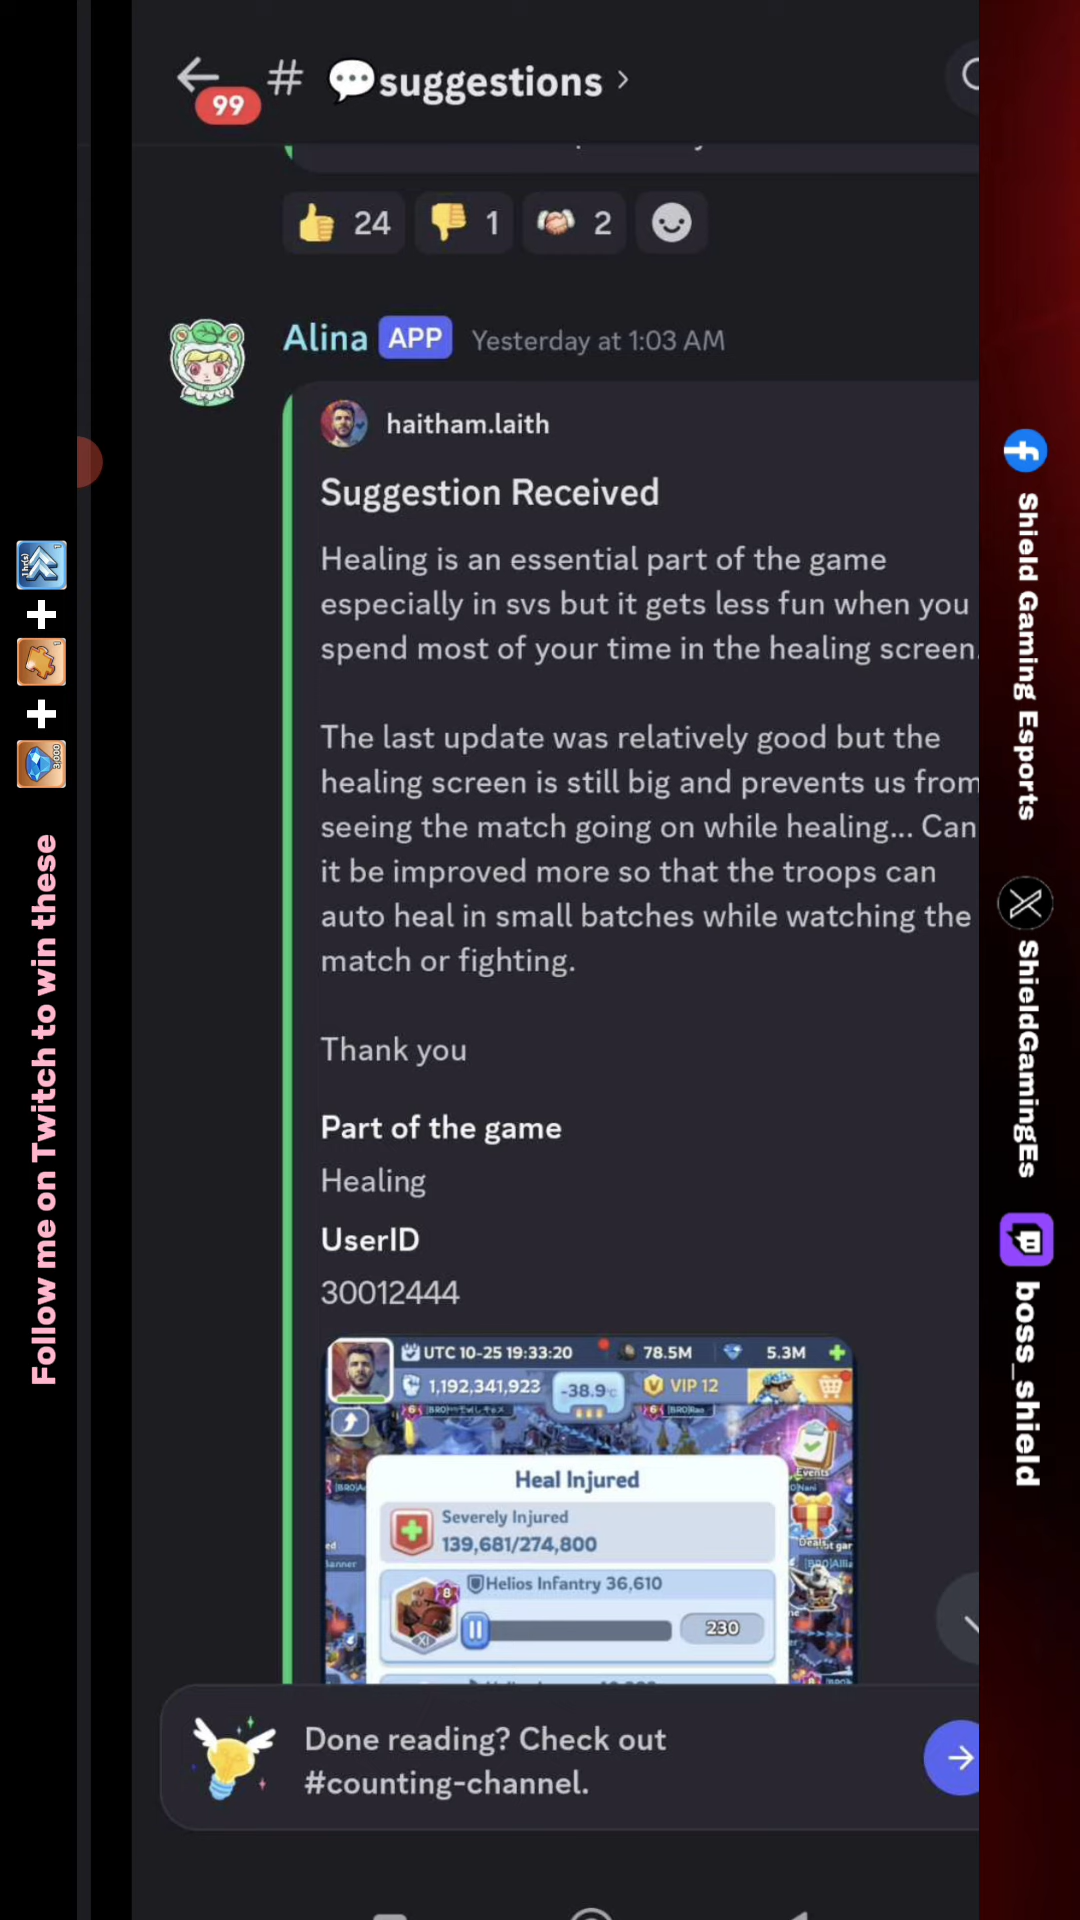 99
# 💬suggestions >
👍 24 👎 1 🤝 2
Alina APP Yesterday at 1:03 AM
haitham.laith
Suggestion Received
Healing is an essential part of the game
especially in svs but it gets less fun when you
spend most of your time in the healing screen.
The last update was relatively good but the
healing screen is still big and prevents us from
seeing the match going on while healing... Can
it be improved more so that the troops can
auto heal in small batches while watching the
match or fighting.
Thank you
Part of the game
Healing
UserID
30012444
UTC 10-25 19:33:20 78.5M 5.3M
1,192,341,923 -38.9°C VIP 12
Heal Injured
Events
Severely Injured
139,681/274,800
Deals
Helios Infantry 36,610
8
XI
230
Done reading? Check out
#counting-channel.
Follow me on Twitch to win these
3,000
Shield Gaming Esports
ShieldGamingEs
boss_shield